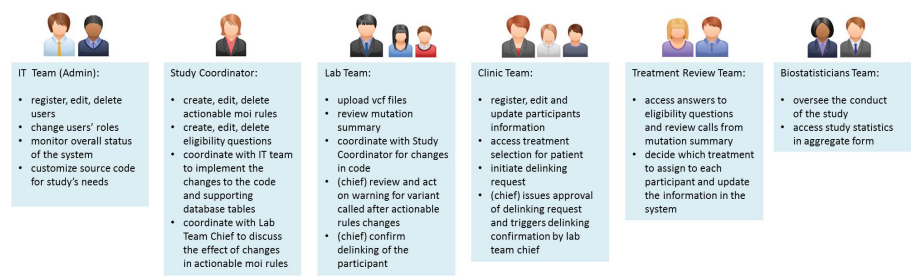 IT Team (Admin):
• register, edit, delete
users
• change users' roles
• monitor overall status
of the system
• customize source code
for study's needs
Study Coordinator:
• create, edit, delete
actionable moi rules
• create, edit, delete
eligibility questions
• coordinate with IT team
to implement the
changes to the code
and supporting
database tables
• coordinate with Lab
Team Chief to discuss
the effect of changes
in actionable moi rules
Lab Team:
• upload vcf files
• review mutation
summary
• coordinate with Study
Coordinator for changes
in code
• (chief) review and act
on warning for variant
called after actionable
rules changes
• (chief) confirm
delinking of the
participant
Clinic Team:
• register, edit and
update participants
information
• access treatment
selection for patient
• initiate delinking
request
• (chief) issues approval
of delinking request
and triggers delinking
confirmation by lab
team chief
Treatment Review Team:
• access answers to
eligibility questions
and review calls from
mutation summary
• decide which treatment
to assign to each
participant and update
the information in the
system
Biostatisticians Team:
• oversee the conduct of
the study
• access study statistics
in aggregate form